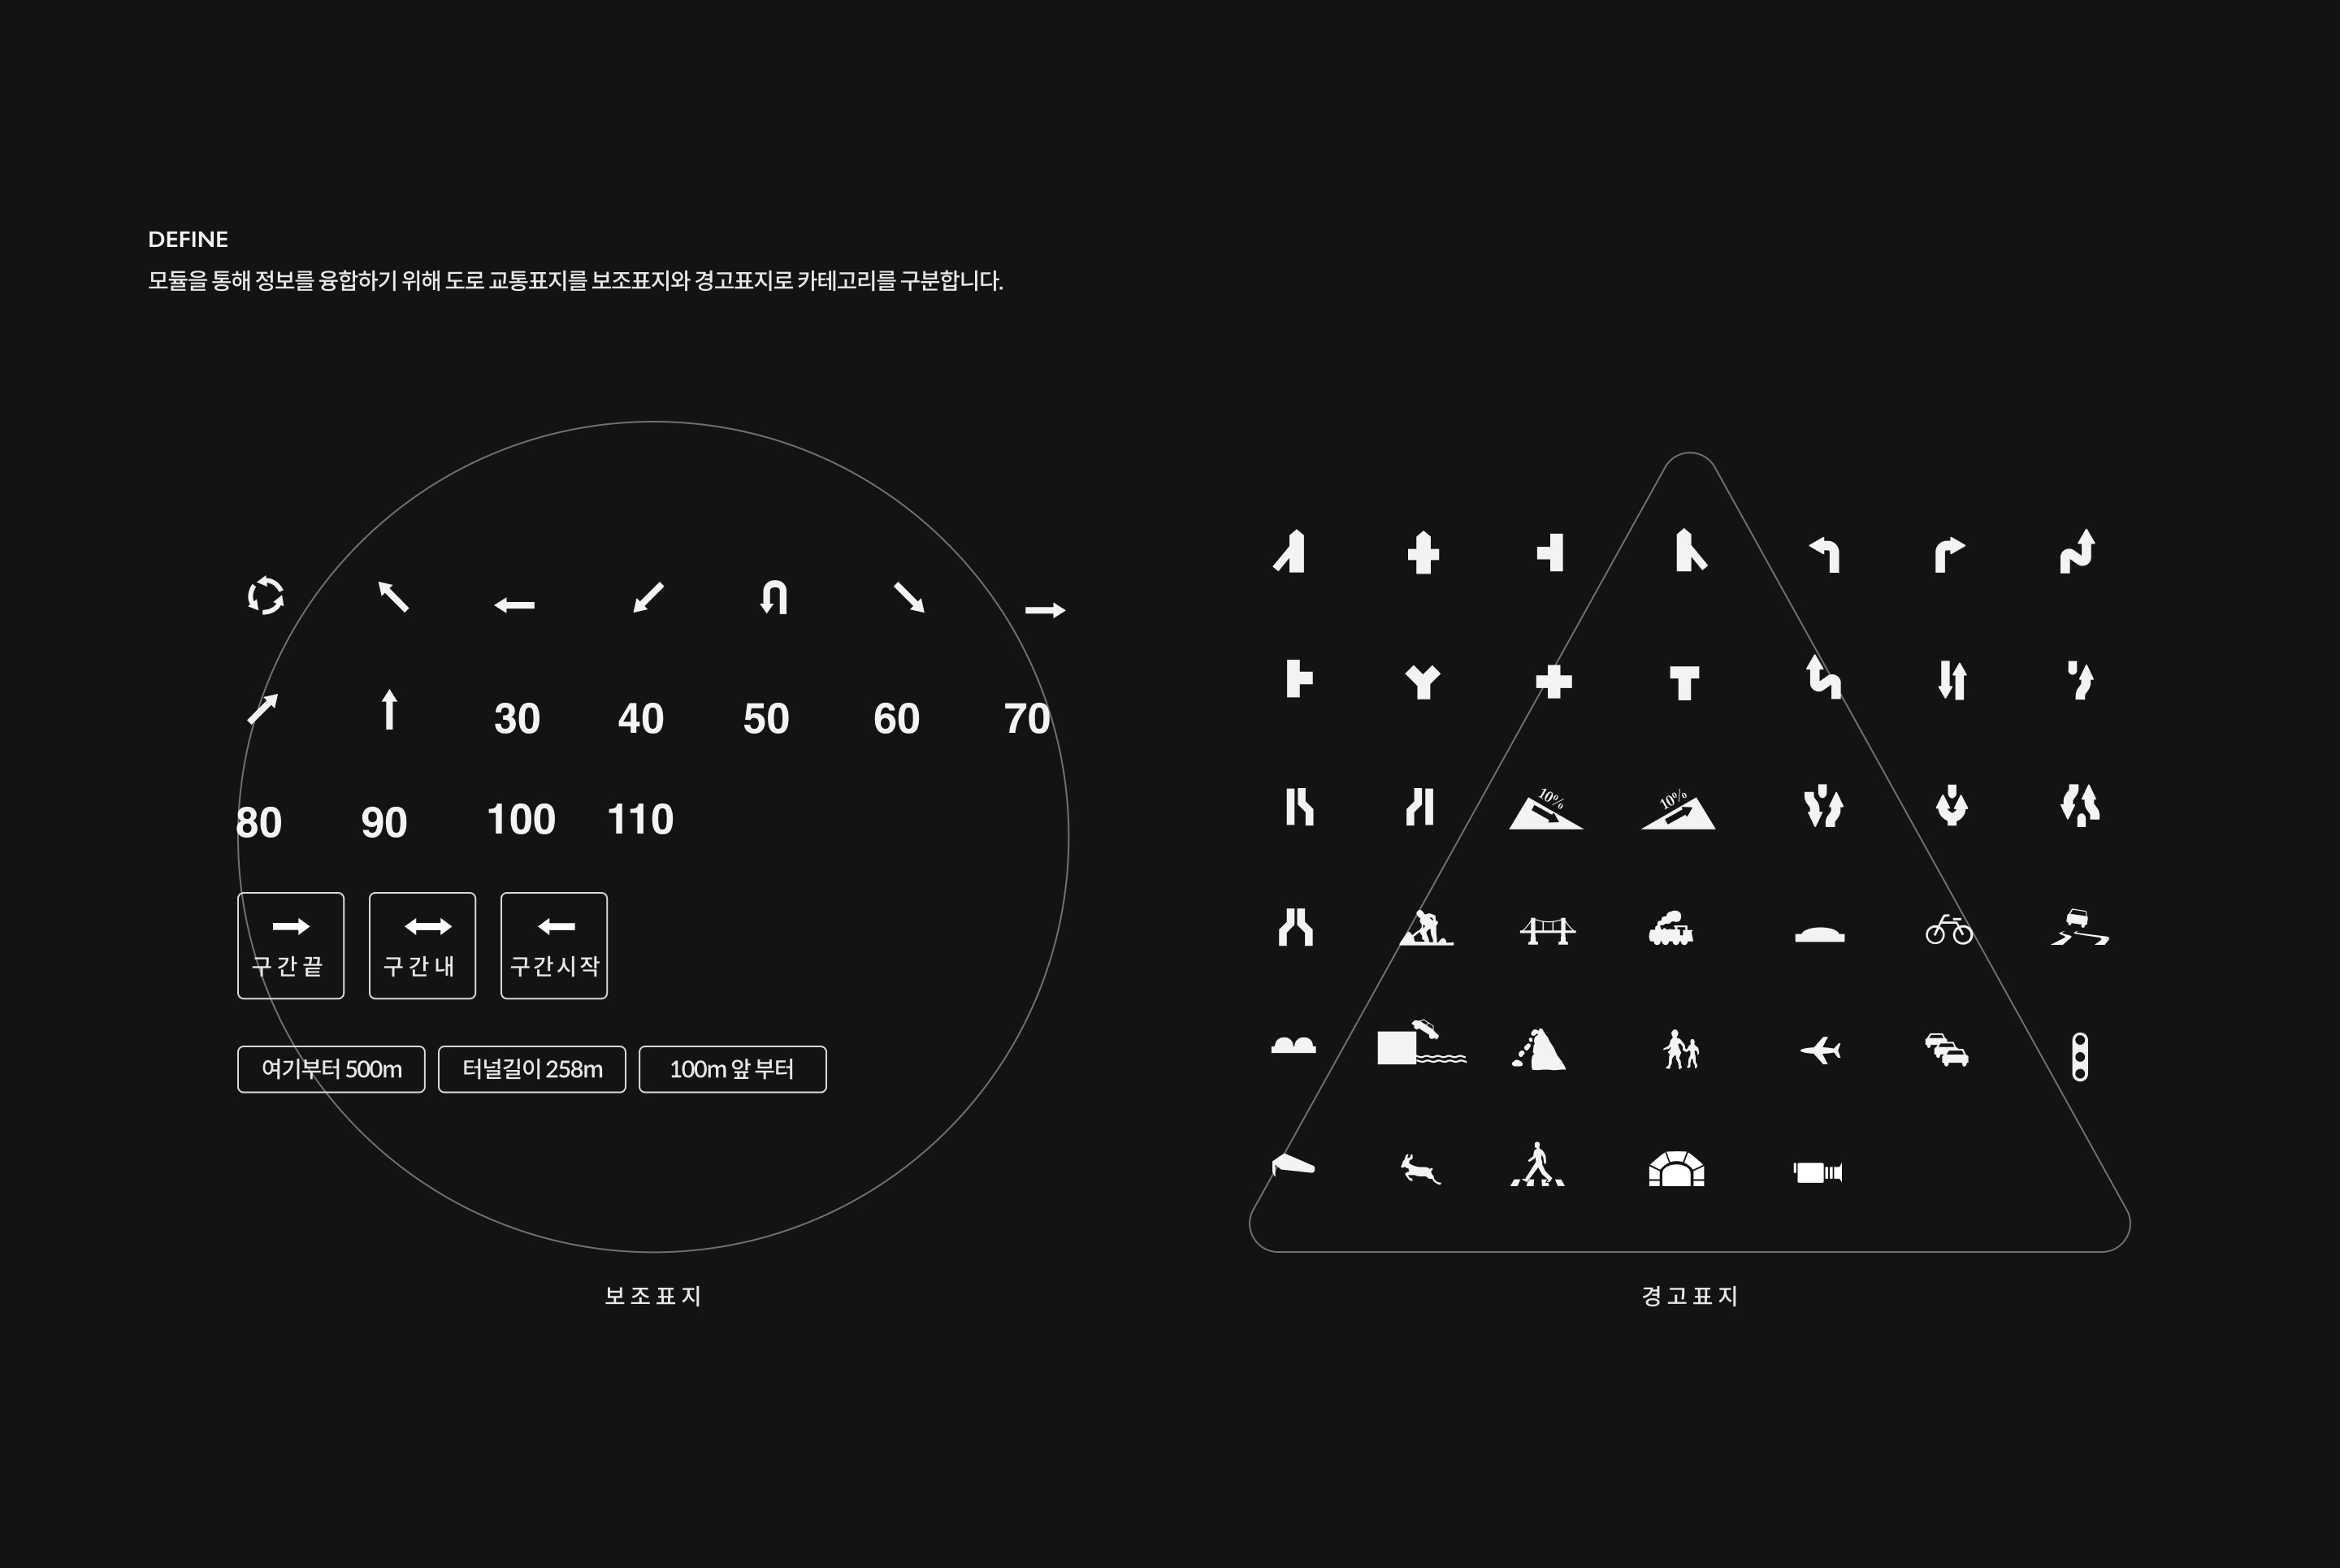 DEFINE
모듈을 통해 정보를 융합하기 위해 도로 교통표지를 보조표지와 경고표지로 카테고리를 구분합니다.
30 40 50 60 70
80 90 100 110
10% 10%
구간끝 구간내 구간시작
여기부터 500m 터널길이 258m 100m 앞 부터
보조표지 경고표지